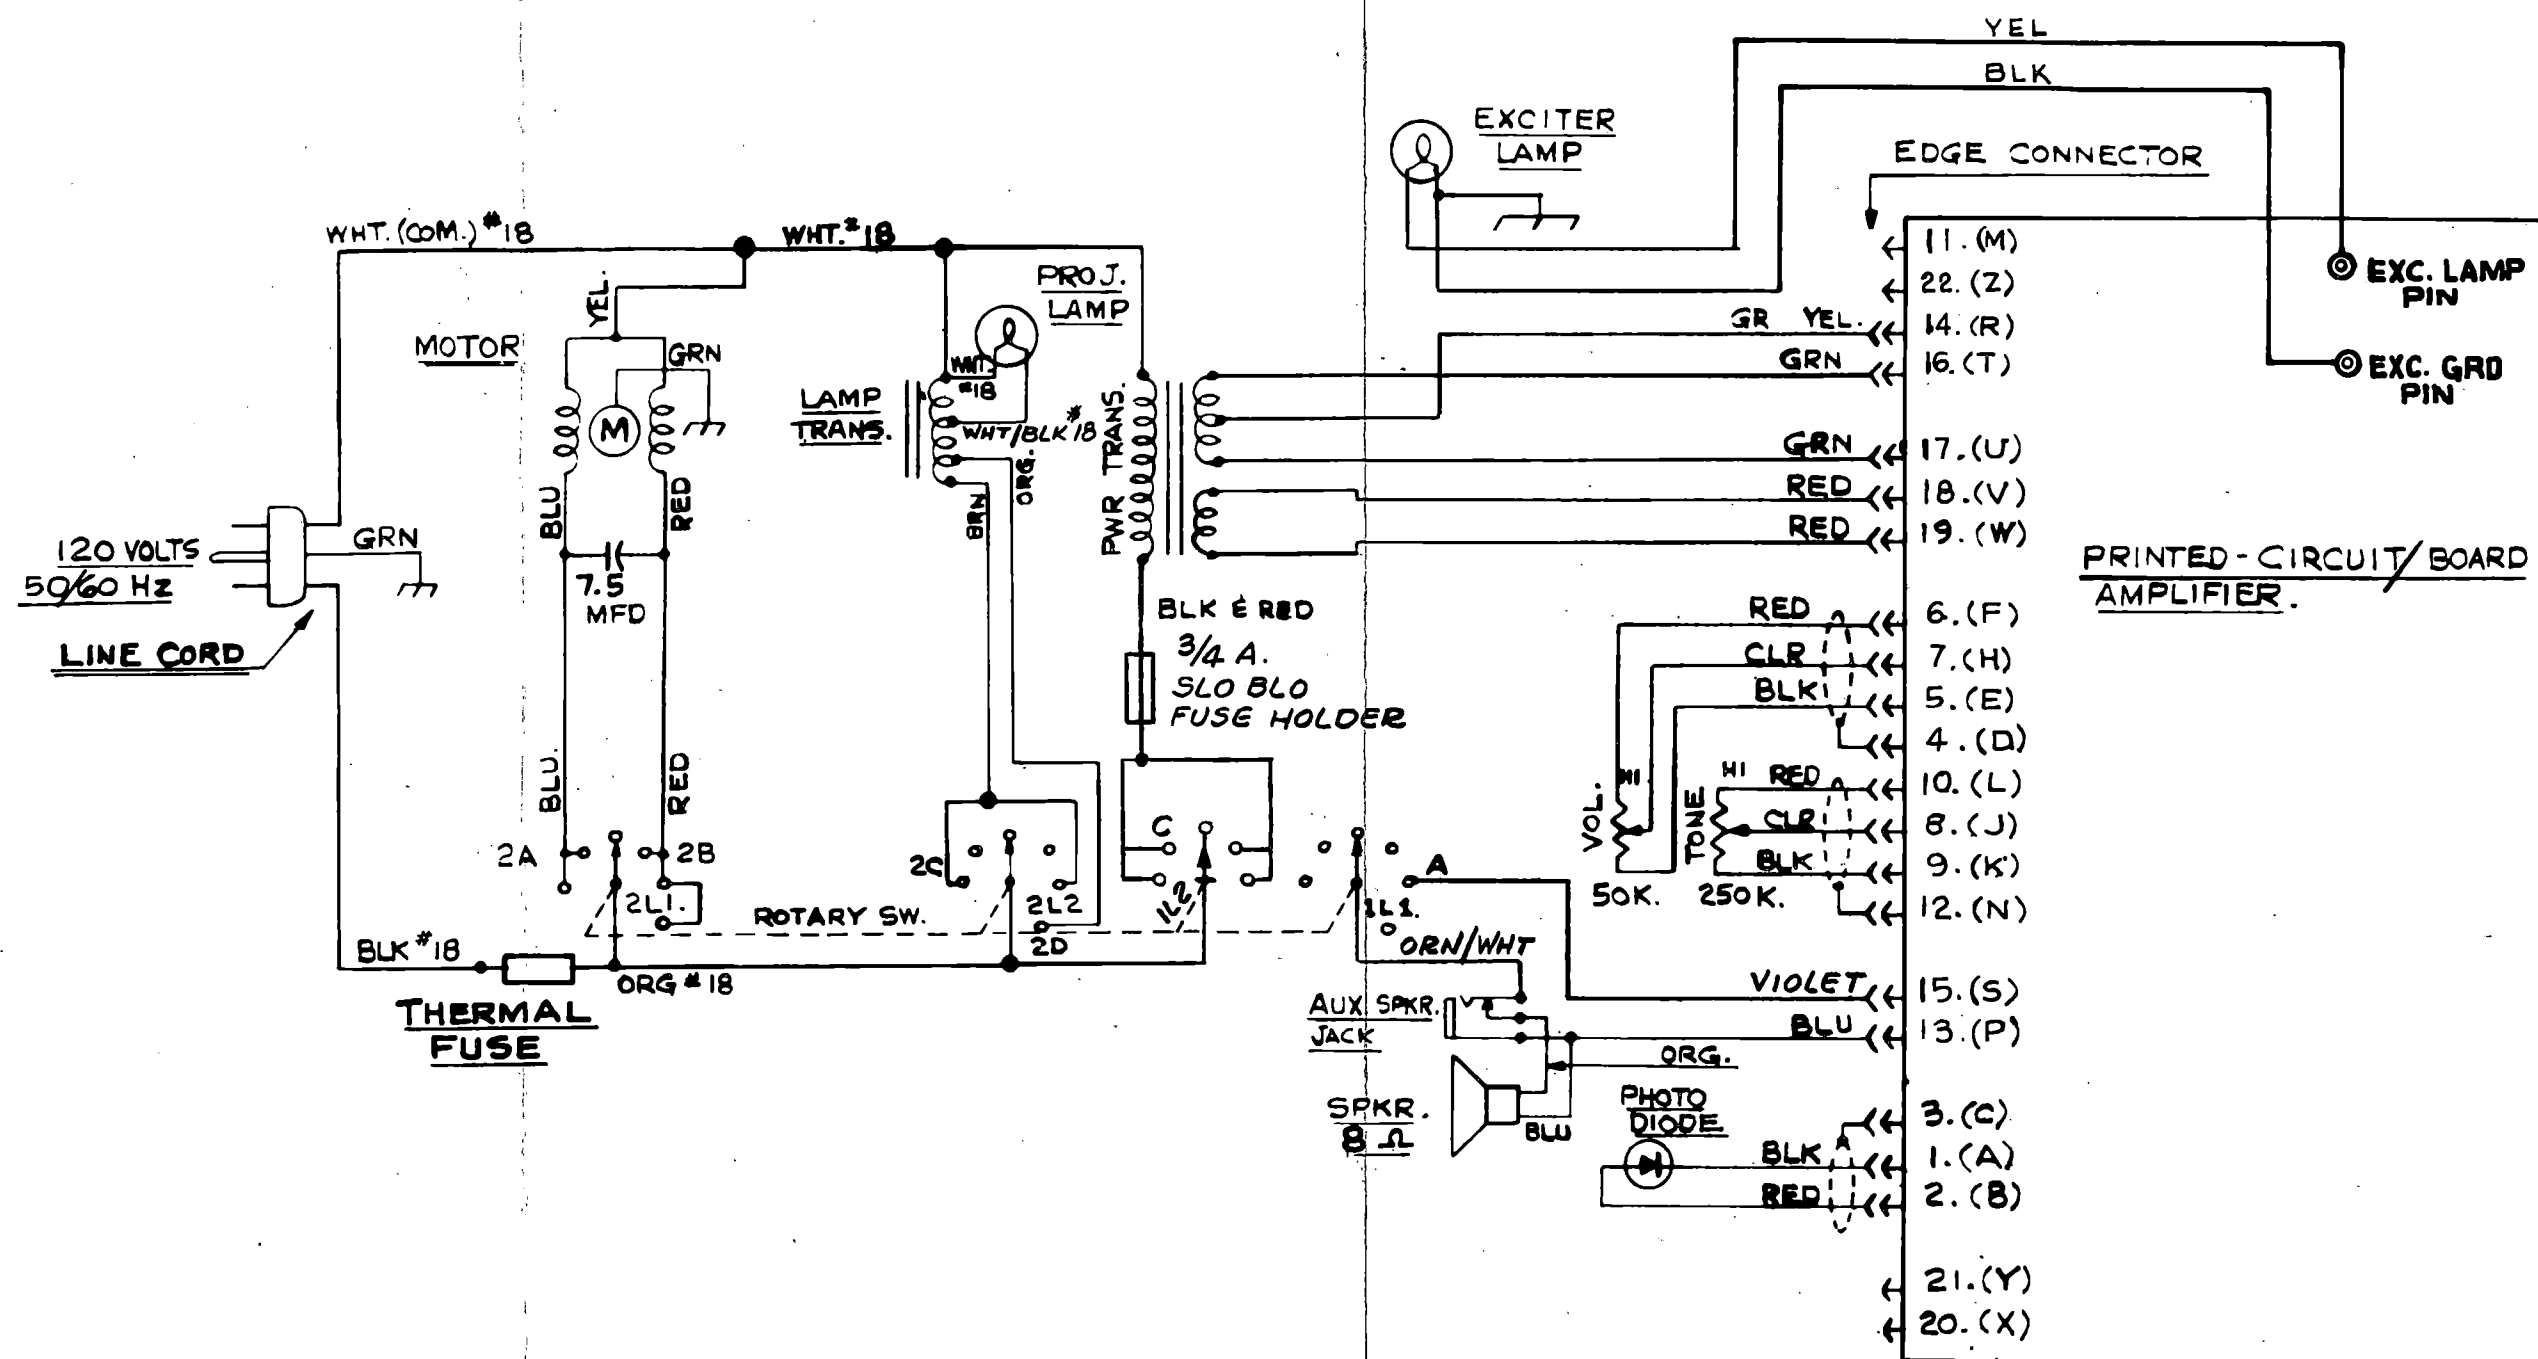 YEL
BLK
EXCITER
LAMP
EDGE CONNECTOR
WHT. (COM.) #18
WHT. #18
11. (M)
22. (Z)
EXC. LAMP
PIN
PROJ.
LAMP
YEL.
GR YEL.
14. (R)
MOTOR
GRN
WHT.
#18
GRN
16. (T)
EXC. GRD
PIN
LAMP
TRANS.
M
WHT/BLK #18
PWR TRANS.
ORG.
GRN
17. (U)
BLU
RED
BRN
RED
18. (V)
RED
19. (W)
120 VOLTS
50/60 HZ
GRN
7.5
MFD
LINE CORD
PRINTED-CIRCUIT/BOARD
AMPLIFIER.
BLK & RED
3/4 A.
SLO BLO
FUSE HOLDER
RED
6. (F)
CLR
7. (H)
BLK
5. (E)
4. (D)
BLU.
RED
HI
HI
RED
10. (L)
VOL.
TONE
CLR
8. (J)
BLK
9. (K)
50K.
250K.
12. (N)
2A
2B
2C
C
A
2L1.
2L2
1L2
1L1.
ROTARY SW.
2D
BLK #18
ORG #18
THERMAL
FUSE
ORN/WHT
VIOLET
15. (S)
AUX SPKR.
JACK
BLU
13. (P)
ORG.
SPKR.
8 Ω
BLU
PHOTO
DIODE
3. (C)
BLK
1. (A)
RED
2. (B)
21. (Y)
20. (X)